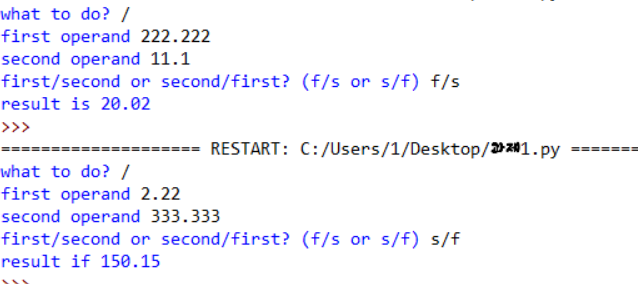 what to do? /
first operand 222.222
second operand 11.1
first/second or second/first? (f/s or s/f) f/s
result is 20.02
>>>
==================== RESTART: C:/Users/1/Desktop/1.py =======
what to do? /
first operand 2.22
second operand 333.333
first/second or second/first? (f/s or s/f) s/f
result if 150.15
>>>